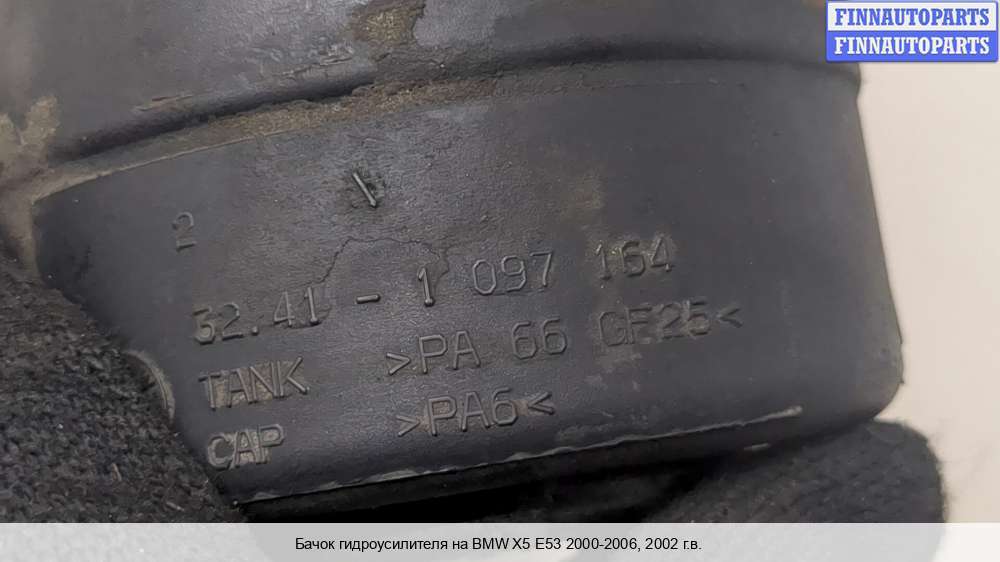 FINNAUTOPARTS
FINNAUTOPARTS
2
32.41 - 1 097 164
TANK >PA 66 GF25<
CAP >PA6<
Бачок гидроусилителя на BMW X5 E53 2000-2006, 2002 г.в.